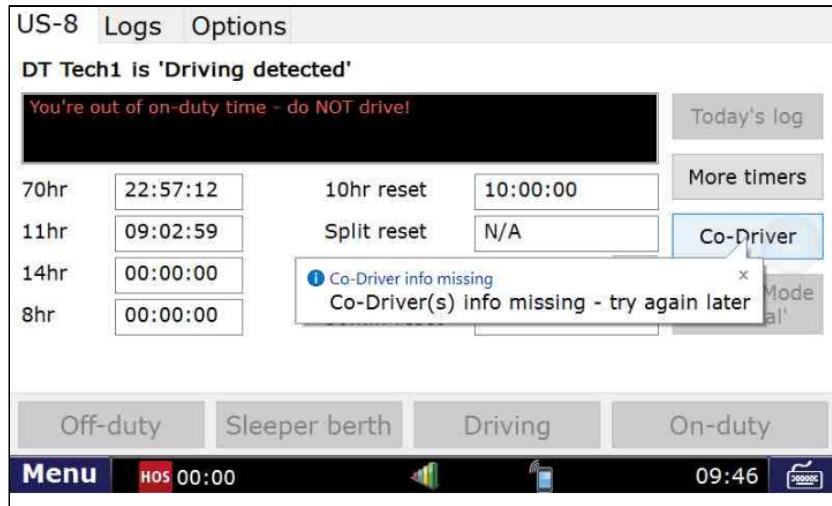 US-8 Logs Options
DT Tech1 is 'Driving detected'
You're out of on-duty time - do NOT drive!
Today's log
More timers
70hr 22:57:12 10hr reset 10:00:00
11hr 09:02:59 Split reset N/A
Co-Driver
14hr 00:00:00
Co-Driver info missing x
Co-Driver(s) info missing - try again later
Mode
al'
8hr 00:00:00
Off-duty Sleeper berth Driving On-duty
Menu HOS 00:00 09:46